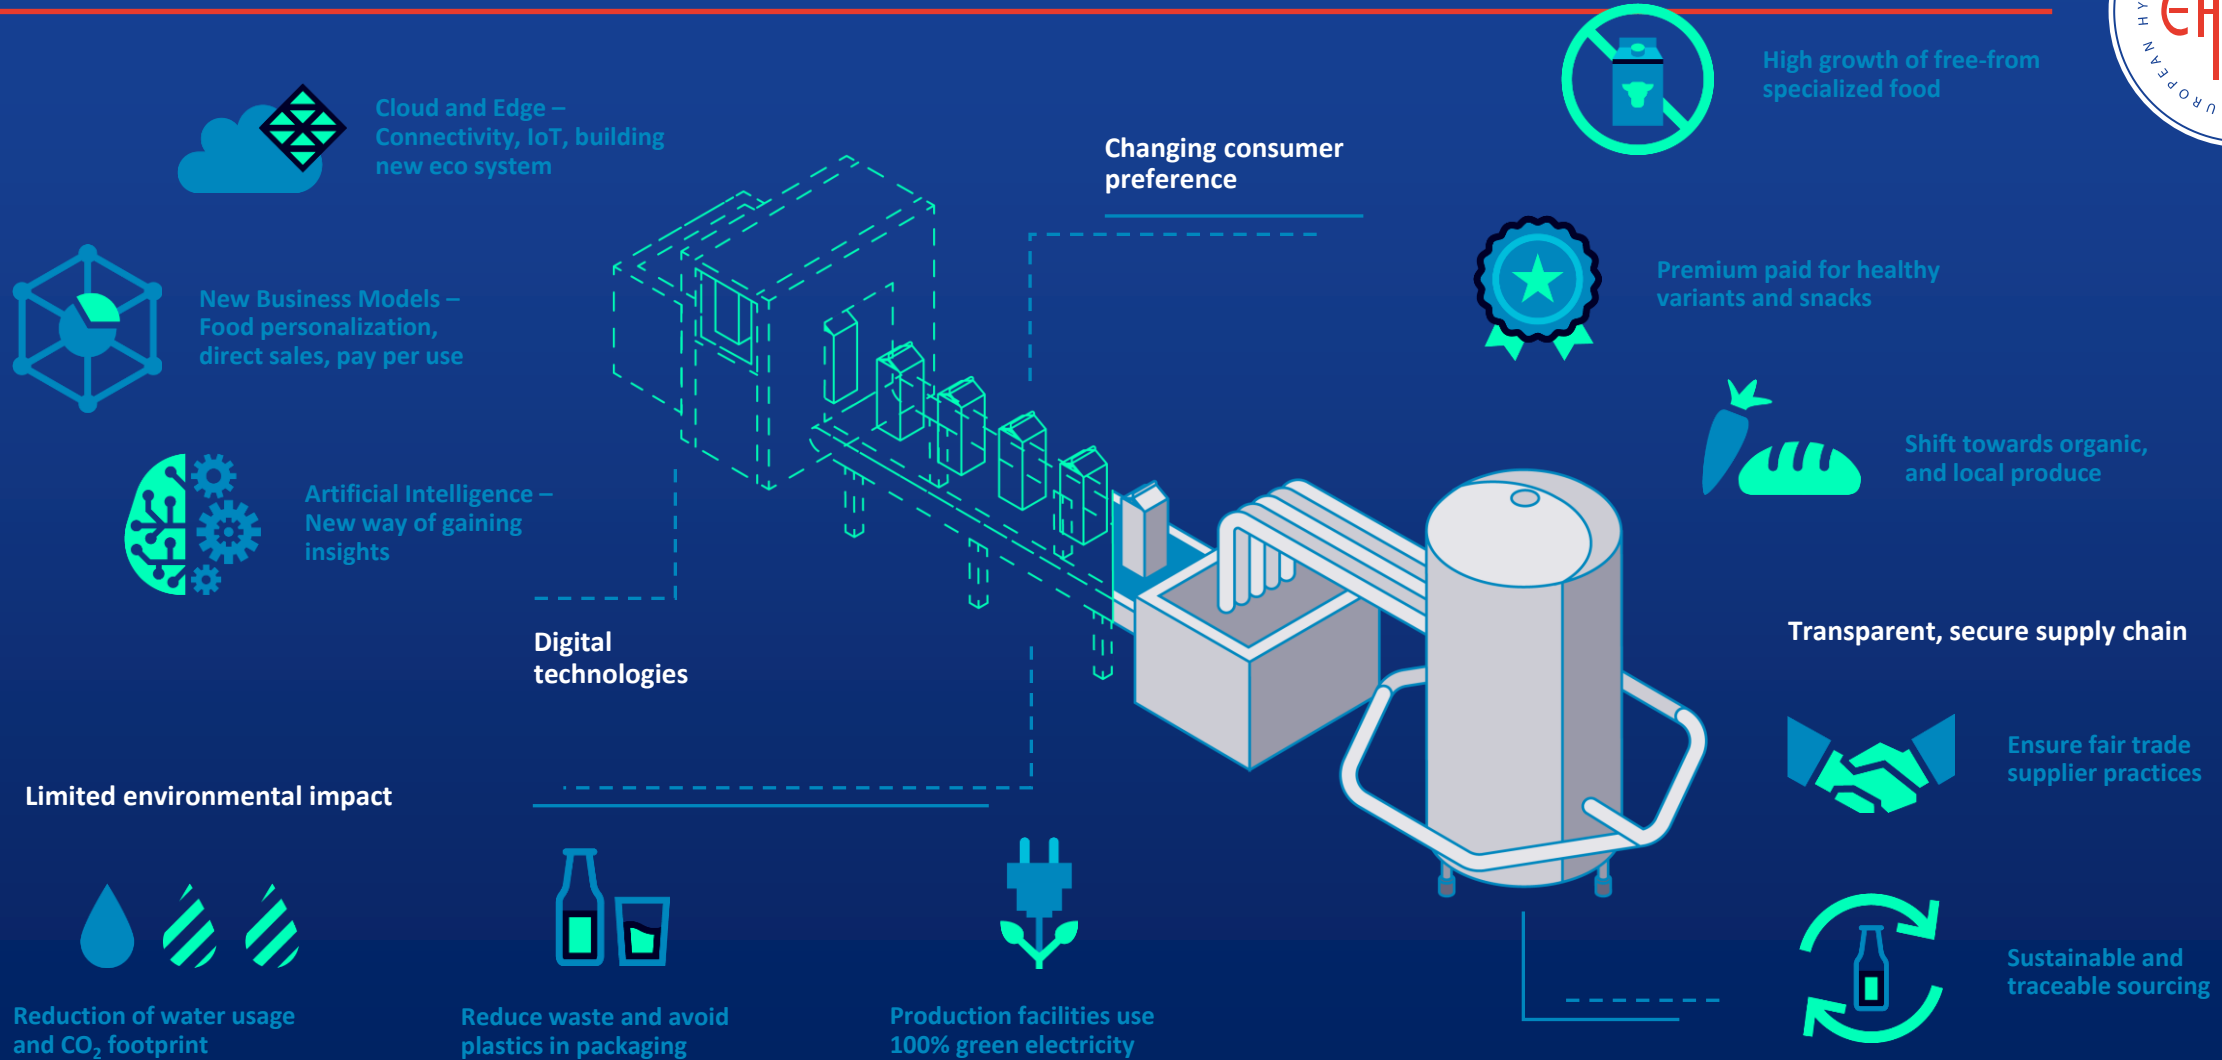 Cloud and Edge –
Connectivity, IoT, building
new eco system
New Business Models –
Food personalization,
direct sales, pay per use
Artificial Intelligence –
New way of gaining
insights
Digital
technologies
Changing consumer
preference
High growth of free-from
specialized food
Premium paid for healthy
variants and snacks
Shift towards organic,
and local produce
Transparent, secure supply chain
Ensure fair trade
supplier practices
Sustainable and
traceable sourcing
Limited environmental impact
Reduction of water usage
and CO₂ footprint
Reduce waste and avoid
plastics in packaging
Production facilities use
100% green electricity